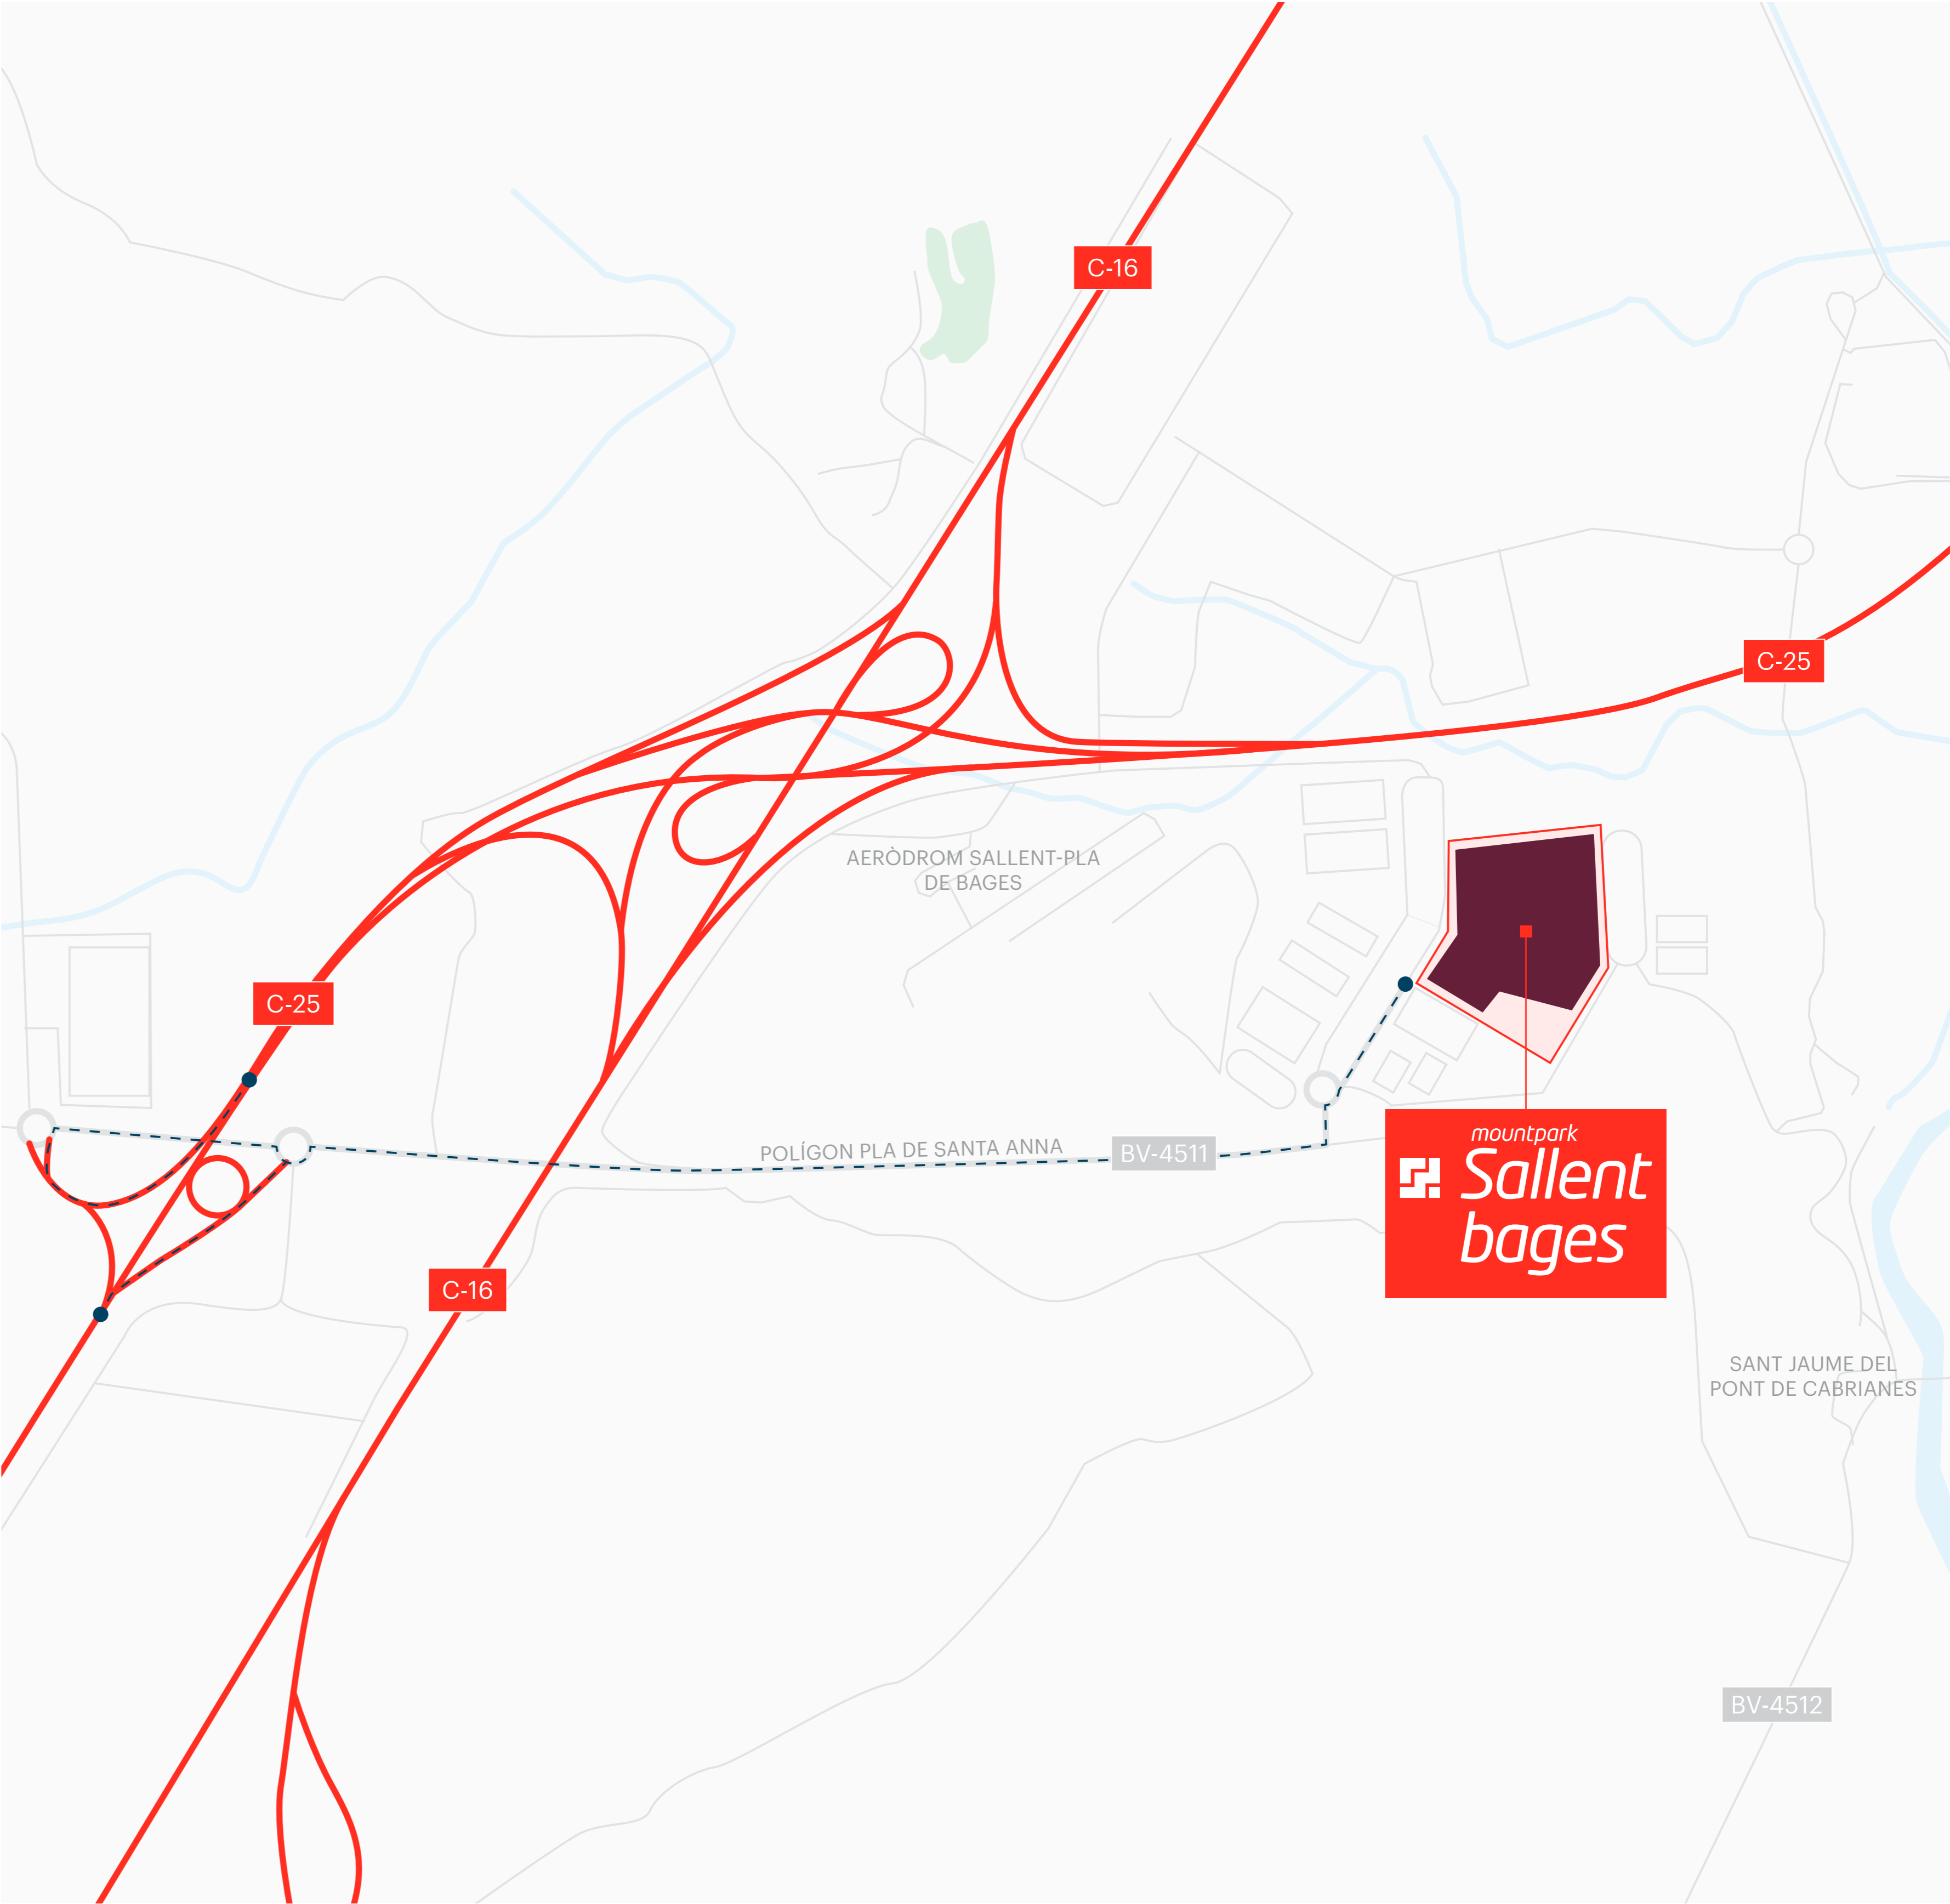 C-16
C-25
AERÒDROM SALLENT-PLA
DE BAGES
C-25
POLÍGON PLA DE SANTA ANNA
BV-4511
mountpark
Sallent
bages
C-16
SANT JAUME DEL
PONT DE CABRIANES
BV-4512